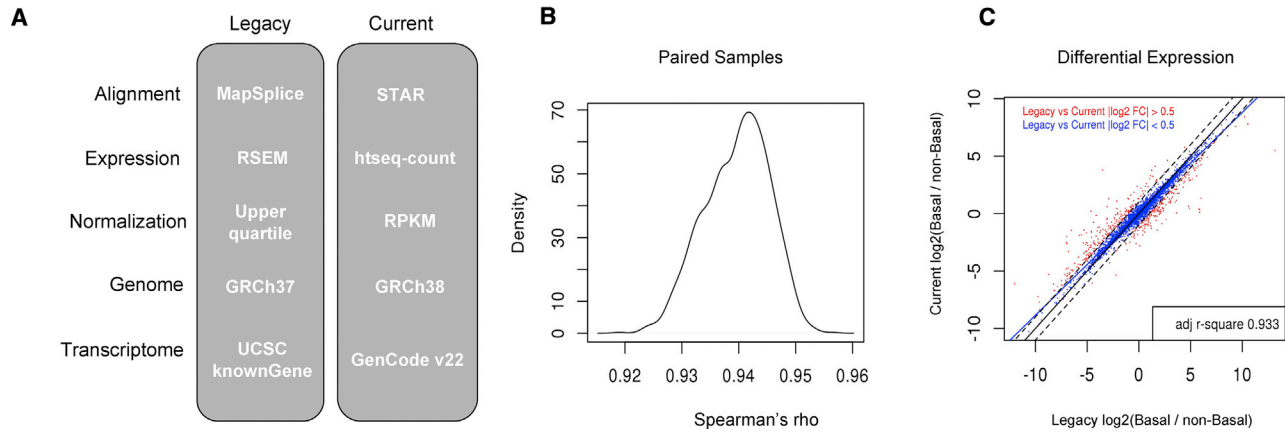 A
Legacy Current
Alignment MapSplice STAR
Expression RSEM htseq-count
Normalization Upper quartile RPKM
Genome GRCh37 GRCh38
Transcriptome UCSC knownGene GenCode v22
B
Paired Samples
Density
70
50
30
10
0
0.92 0.93 0.94 0.95 0.96
Spearman's rho
C
Differential Expression
Legacy vs Current |log2 FC| > 0.5
Legacy vs Current |log2 FC| < 0.5
Current log2(Basal / non-Basal)
10
5
0
-5
-10
adj r-square 0.933
-10 -5 0 5 10
Legacy log2(Basal / non-Basal)